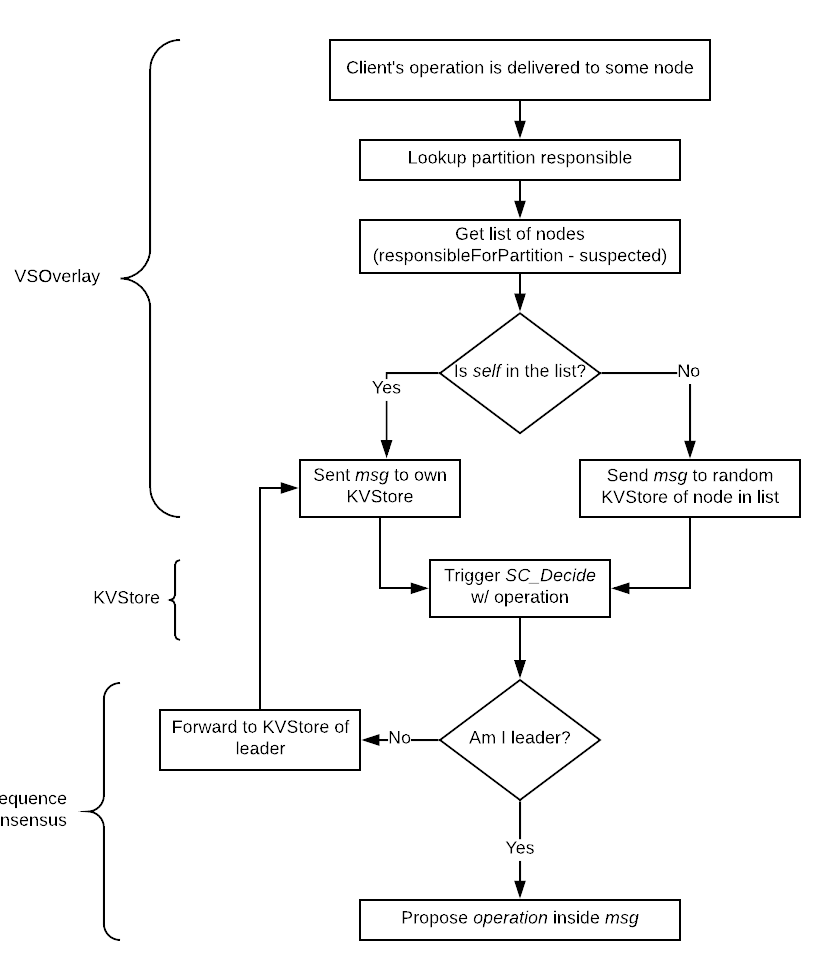 Client's operation is delivered to some node
Lookup partition responsible
Get list of nodes
(responsibleForPartition - suspected)
VSOverlay
Is self in the list?
Yes
No
Sent msg to own
KVStore
Send msg to random
KVStore of node in list
Trigger SC_Decide
w/ operation
KVStore
Forward to KVStore of
leader
No
Am I leader?
equence
nsensus
Yes
Propose operation inside msg